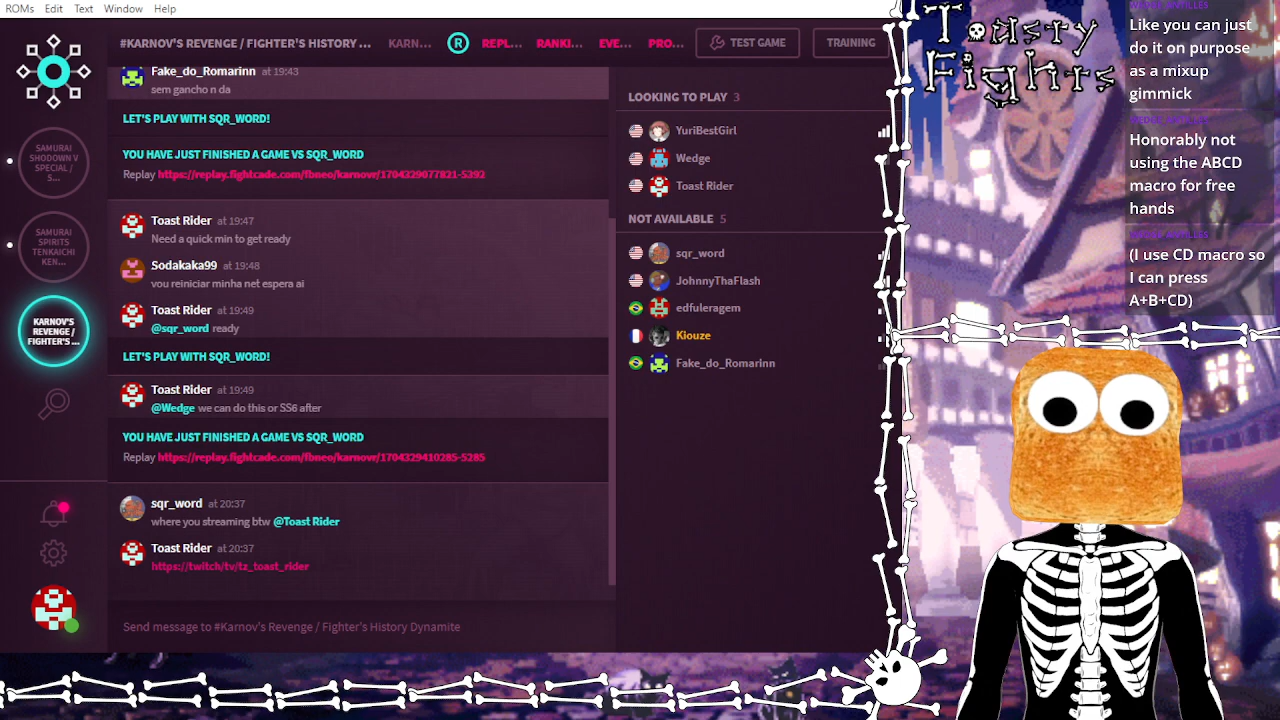 ROMs Edit Text Window Help
#KARNOV'S REVENGE / FIGHTER'S HISTORY ... KARN... R REPL... RANKI... EVE... PRO... TEST GAME TRAINING
SAMURAI
SHODOWN V
SPECIAL /
S...
SAMURAI
SPIRITS
TENKAICHI
KEN...
KARNOV'S
REVENGE /
FIGHTER'S ...
Fake_do_Romarinn at 19:43
sem gancho n da
LET'S PLAY WITH SQR_WORD!
YOU HAVE JUST FINISHED A GAME VS SQR_WORD
Replay https://replay.fightcade.com/fbneo/karnovr/1704329077821-5392
Toast Rider at 19:47
Need a quick min to get ready
Sodakaka99 at 19:48
vou reiniciar minha net espera ai
Toast Rider at 19:49
@sqr_word ready
LET'S PLAY WITH SQR_WORD!
Toast Rider at 19:49
@Wedge we can do this or SS6 after
YOU HAVE JUST FINISHED A GAME VS SQR_WORD
Replay https://replay.fightcade.com/fbneo/karnovr/1704329410285-5285
sqr_word at 20:37
where you streaming btw @Toast Rider
Toast Rider at 20:37
https://twitch/tv/tz_toast_rider
Send message to #Karnov's Revenge / Fighter's History Dynamite
LOOKING TO PLAY 3
YuriBestGirl
Wedge
Toast Rider
NOT AVAILABLE 5
sqr_word
JohnnyThaFlash
edfuleragem
Kiouze
Fake_do_Romarinn
Toasty
Fights
Like you can just
do it on purpose
as a mixup
gimmick
Honorably not
using the ABCD
macro for free
hands
(I use CD macro so
I can press
A+B+CD)